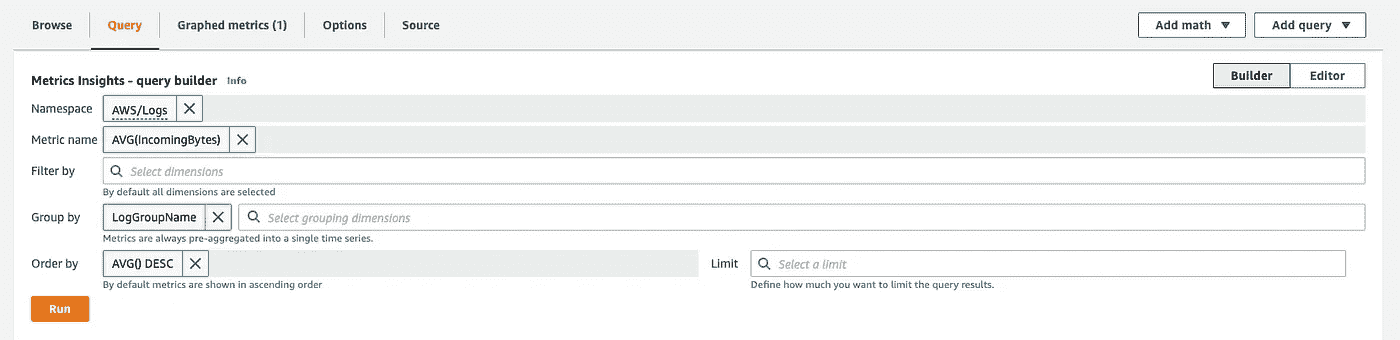 Browse Query Graphed metrics (1) Options Source Add math ▼ Add query ▼
Metrics Insights - query builder Info Builder Editor
Namespace AWS/Logs ✕
Metric name AVG(IncomingBytes) ✕
Filter by Select dimensions
By default all dimensions are selected
Group by LogGroupName ✕ Select grouping dimensions
Metrics are always pre-aggregated into a single time series.
Order by AVG() DESC ✕ Limit Select a limit
By default metrics are shown in ascending order Define how much you want to limit the query results.
Run